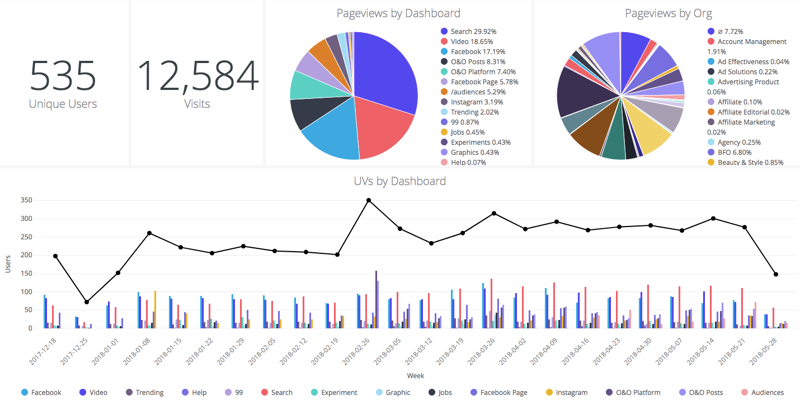 535
Unique Users
12,584
Visits
Pageviews by Dashboard
Search 29.92%
Video 18.65%
Facebook 17.19%
O&O Posts 8.31%
O&O Platform 7.40%
Facebook Page 5.78%
/audiences 5.29%
Instagram 3.19%
Trending 2.02%
99 0.87%
Jobs 0.45%
Experiments 0.43%
Graphics 0.43%
Help 0.07%
Pageviews by Org
ø 7.72%
Account Management
1.91%
Ad Effectiveness 0.04%
Ad Solutions 0.22%
Advertising Product
0.06%
Affiliate 0.10%
Affiliate Editorial 0.02%
Affiliate Marketing
0.02%
Agency 0.25%
BFO 6.80%
Beauty & Style 0.85%
UVs by Dashboard
Users
350
300
250
200
150
100
50
0
2017-12-18
2017-12-25
2018-01-01
2018-01-08
2018-01-15
2018-01-22
2018-01-29
2018-02-05
2018-02-12
2018-02-19
2018-02-26
2018-03-05
2018-03-12
2018-03-19
2018-03-26
2018-04-02
2018-04-09
2018-04-16
2018-04-23
2018-04-30
2018-05-07
2018-05-14
2018-05-21
2018-05-28
Week
Facebook
Video
Trending
Help
99
Search
Experiment
Graphic
Jobs
Facebook Page
Instagram
O&O Platform
O&O Posts
Audiences